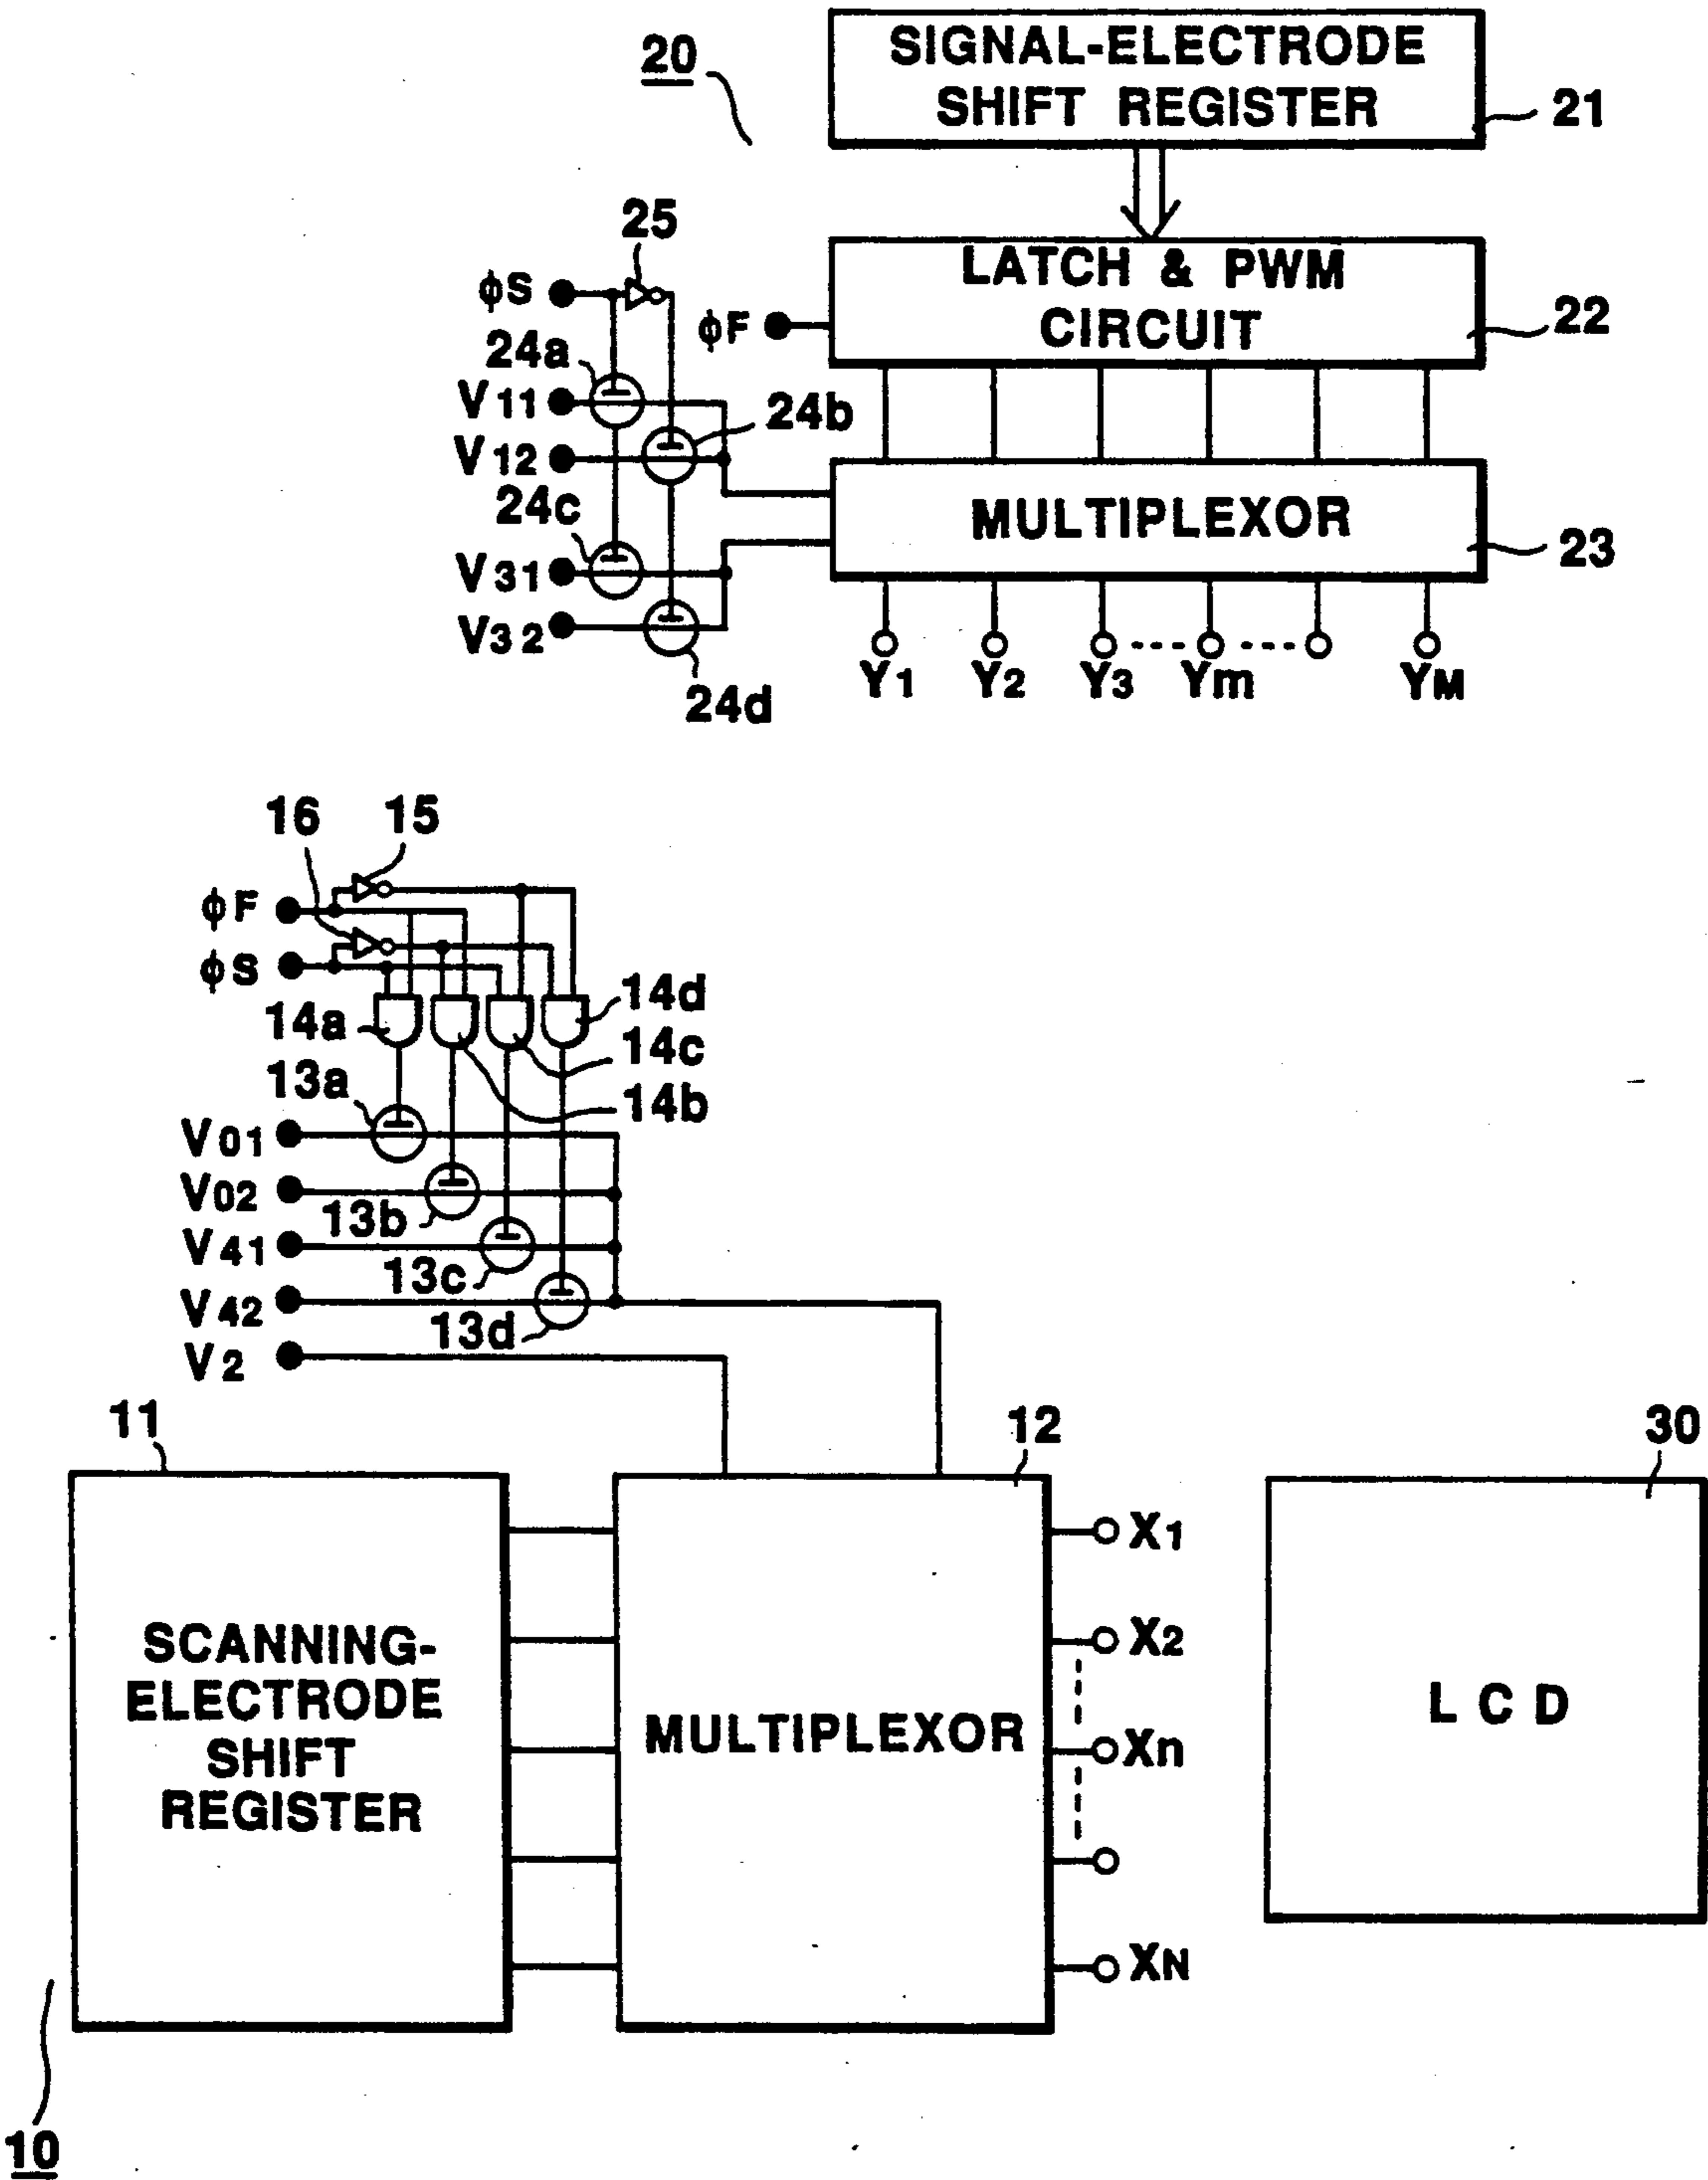 20
SIGNAL-ELECTRODE
SHIFT REGISTER
21
25
ϕS
LATCH & PWM
CIRCUIT
ϕF
22
24a
V11
24b
V12
24c
MULTIPLEXOR
23
V31
V32
24d
Y1 Y2 Y3 Ym YM
16 15
ϕF
ϕS
14a
14d
14c
13a
14b
V01
V02
13b
V41
13c
V42
13d
V2
11
12
30
X1
SCANNING-
ELECTRODE
SHIFT
REGISTER
MULTIPLEXOR
X2
Xn
XN
LCD
10